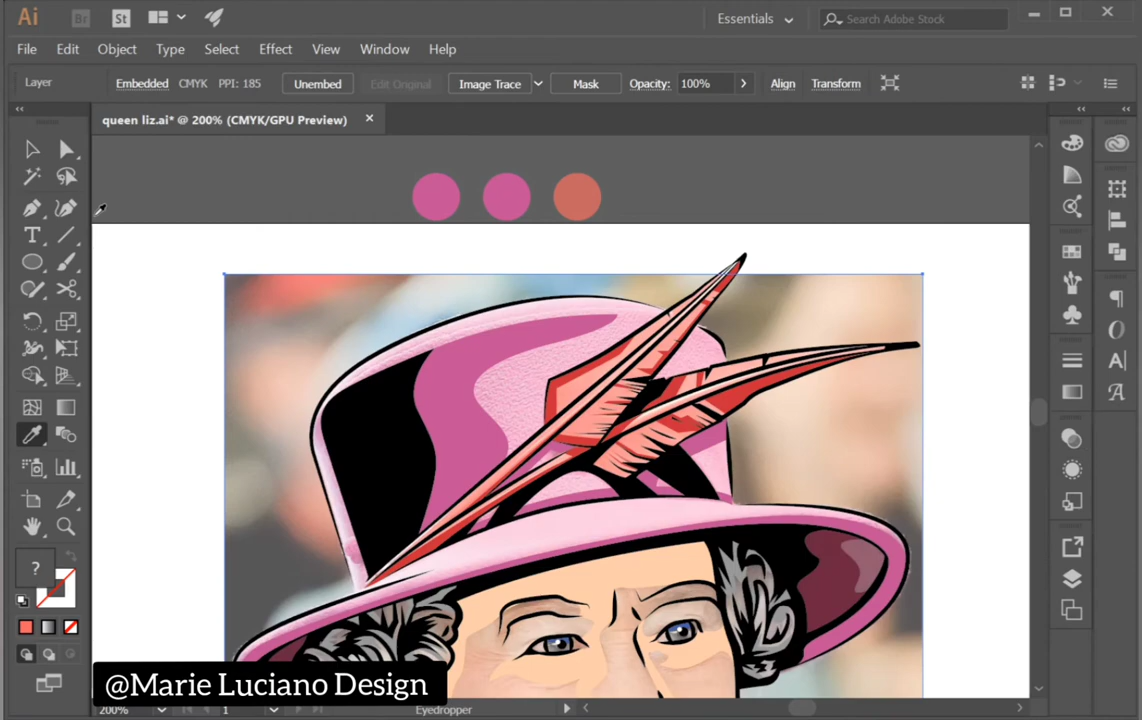 Ai Br St Essentials Search Adobe Stock
File Edit Object Type Select Effect View Window Help
Layer Embedded CMYK PPI: 185 Unembed Edit Original Image Trace Mask Opacity: 100% Align Transform
queen liz.ai* @ 200% (CMYK/GPU Preview)
?
@Marie Luciano Design
200% 1 Eyedropper